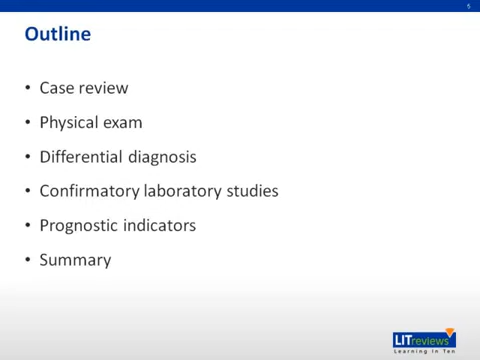 5
Outline
• Case review
• Physical exam
• Differential diagnosis
• Confirmatory laboratory studies
• Prognostic indicators
• Summary
LITreviews
Learning in Ten